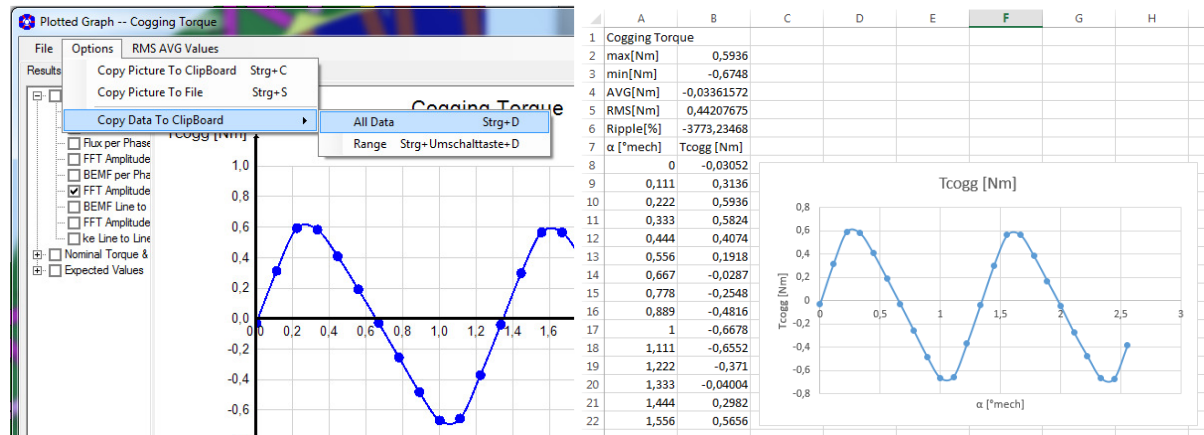 Plotted Graph -- Cogging Torque
File Options RMS AVG Values
Results
Copy Picture To ClipBoard Strg+C
Copy Picture To File Strg+S
Copy Data To ClipBoard
All Data Strg+D
Range Strg+Umschalttaste+D
Flux per Phase
FFT Amplitude
BEMF per Pha
FFT Amplitude
BEMF Line to
FFT Amplitude
ke Line to Line
Nominal Torque &
Expected Values
Cogging Torque
Tcogg [Nm]
1,0
0,8
0,6
0,4
0,2
0,0
-0,2
-0,4
-0,6
0,0 0,2 0,4 0,6 0,8 1,0 1,2 1,4 1,6
A B C D E F G H
1 Cogging Torque
2 max[Nm] 0,5936
3 min[Nm] -0,6748
4 AVG[Nm] -0,03361572
5 RMS[Nm] 0,44207675
6 Ripple[%] -3773,23468
7 α [°mech] Tcogg [Nm]
8 0 -0,03052
9 0,111 0,3136
10 0,222 0,5936
11 0,333 0,5824
12 0,444 0,4074
13 0,556 0,1918
14 0,667 -0,0287
15 0,778 -0,2548
16 0,889 -0,4816
17 1 -0,6678
18 1,111 -0,6552
19 1,222 -0,371
20 1,333 -0,04004
21 1,444 0,2982
22 1,556 0,5656
Tcogg [Nm]
Tcogg [Nm]
0,8
0,6
0,4
0,2
0
-0,2
-0,4
-0,6
-0,8
0 0,5 1 1,5 2 2,5 3
α [°mech]